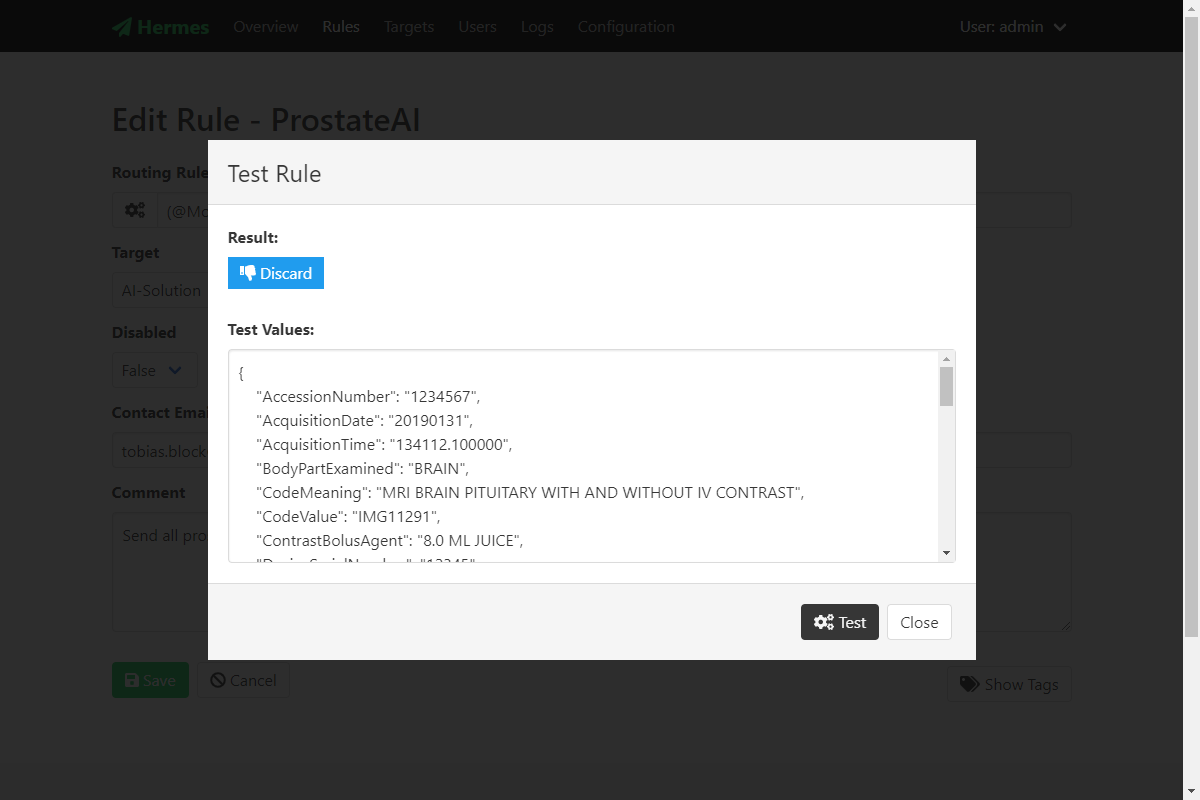 Hermes Overview Rules Targets Users Logs Configuration User: admin
Edit Rule - ProstateAI
Routing Rule
(@Mo
Target
AI-Solution
Disabled
False
Contact Emai
tobias.block
Comment
Send all pro
Test Rule
Result:
Discard
Test Values:
{
"AccessionNumber": "1234567",
"AcquisitionDate": "20190131",
"AcquisitionTime": "134112.100000",
"BodyPartExamined": "BRAIN",
"CodeMeaning": "MRI BRAIN PITUITARY WITH AND WITHOUT IV CONTRAST",
"CodeValue": "IMG11291",
"ContrastBolusAgent": "8.0 ML JUICE",
Test Close
Save Cancel Show Tags